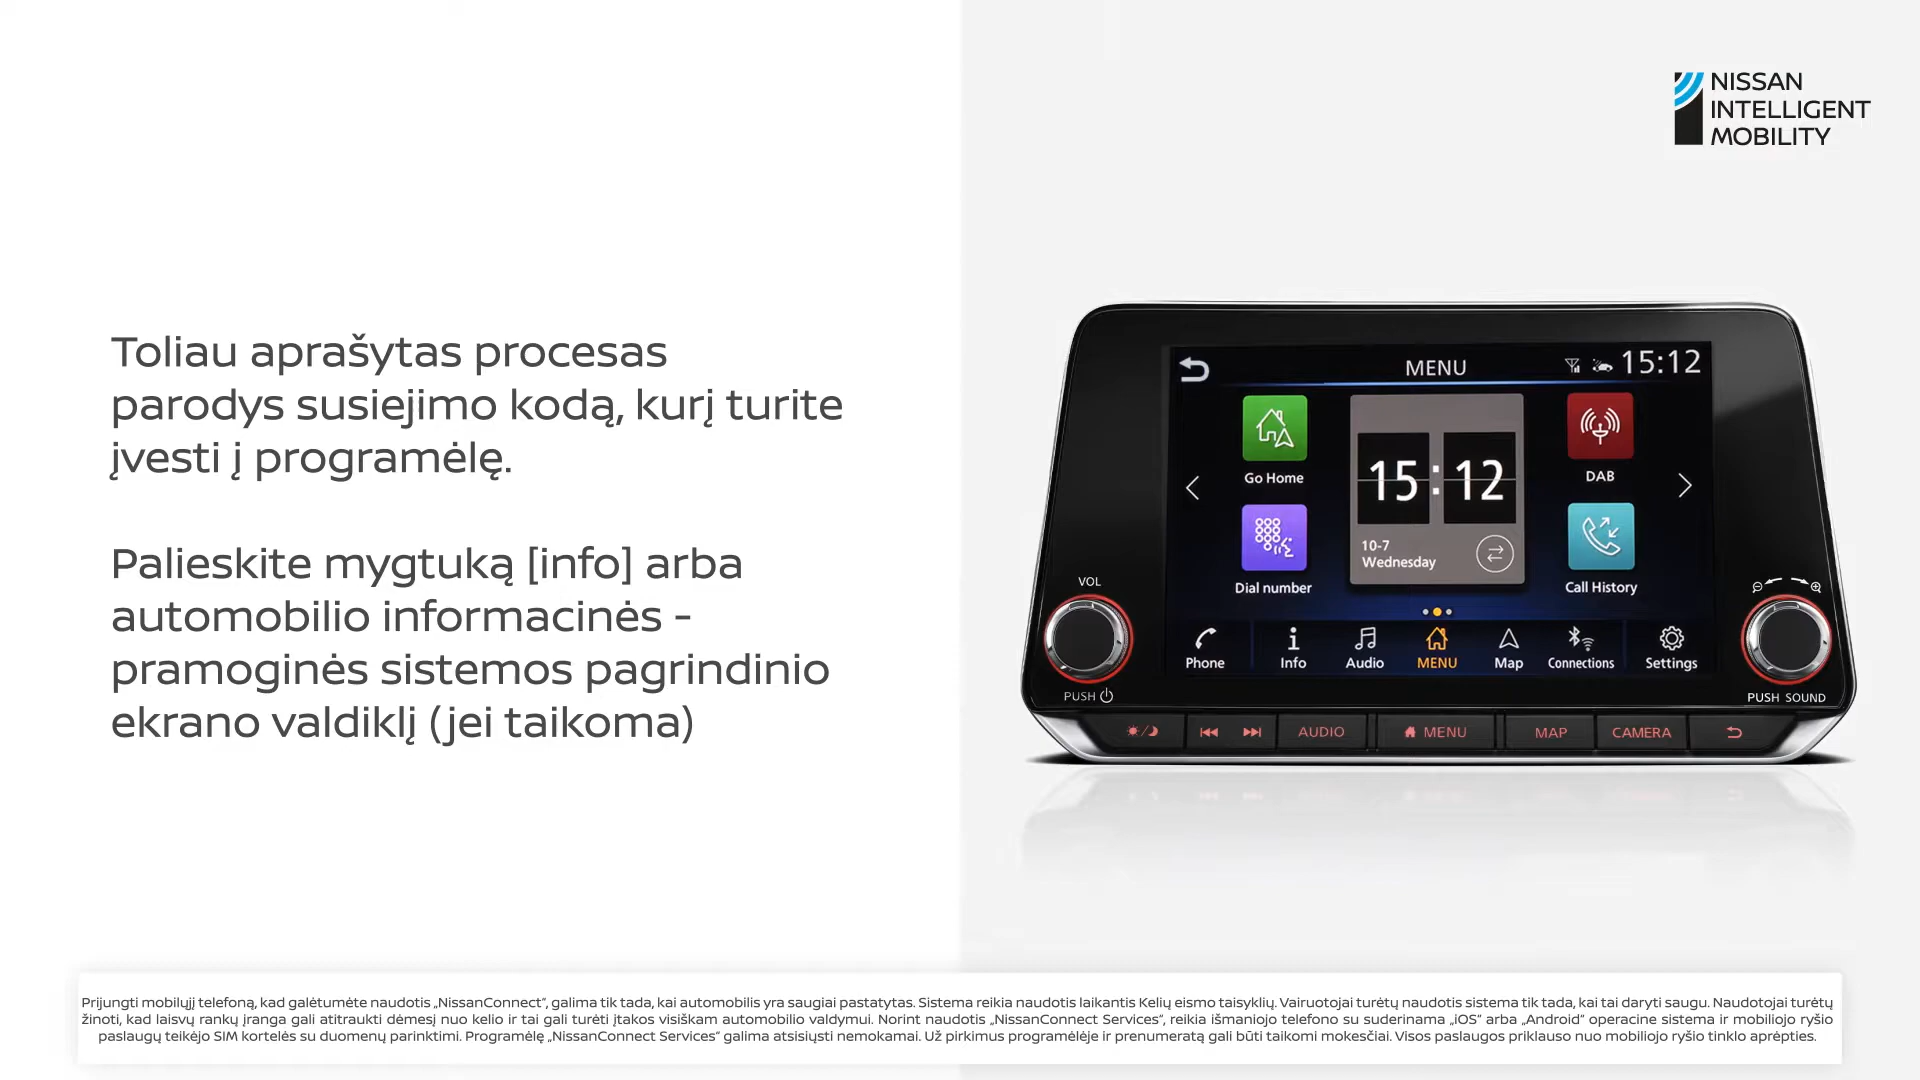 NISSAN
INTELLIGENT
MOBILITY
Toliau aprašytas procesas
parodys susiejimo kodą, kurį turite
įvesti į programėlę.
Palieskite mygtuką [info] arba
automobilio informacinės -
pramoginės sistemos pagrindinio
ekrano valdiklį (jei taikoma)
MENU
15:12
Go Home
15:12
DAB
10-7
Wednesday
Dial number
Call History
VOL
Phone
Info
Audio
MENU
Map
Connections
Settings
PUSH
PUSH SOUND
AUDIO
MENU
MAP
CAMERA
Prijungti mobilųjį telefoną, kad galėtumėte naudotis „NissanConnect“, galima tik tada, kai automobilis yra saugiai pastatytas. Sistema reikia naudotis laikantis Kelių eismo taisyklių. Vairuotojai turėtų naudotis sistema tik tada, kai tai daryti saugu. Naudotojai turėtų
žinoti, kad laisvų rankų įranga gali atitraukti dėmesį nuo kelio ir tai gali turėti įtakos visiškam automobilio valdymui. Norint naudotis „NissanConnect Services“, reikia išmaniojo telefono su suderinama „iOS“ arba „Android“ operacine sistema ir mobiliojo ryšio
paslaugų teikėjo SIM kortelės su duomenų parinktimi. Programėlę „NissanConnect Services“ galima atsisiųsti nemokamai. Už pirkimus programėlėje ir prenumeratą gali būti taikomi mokesčiai. Visos paslaugos priklauso nuo mobiliojo ryšio tinklo aprėpties.